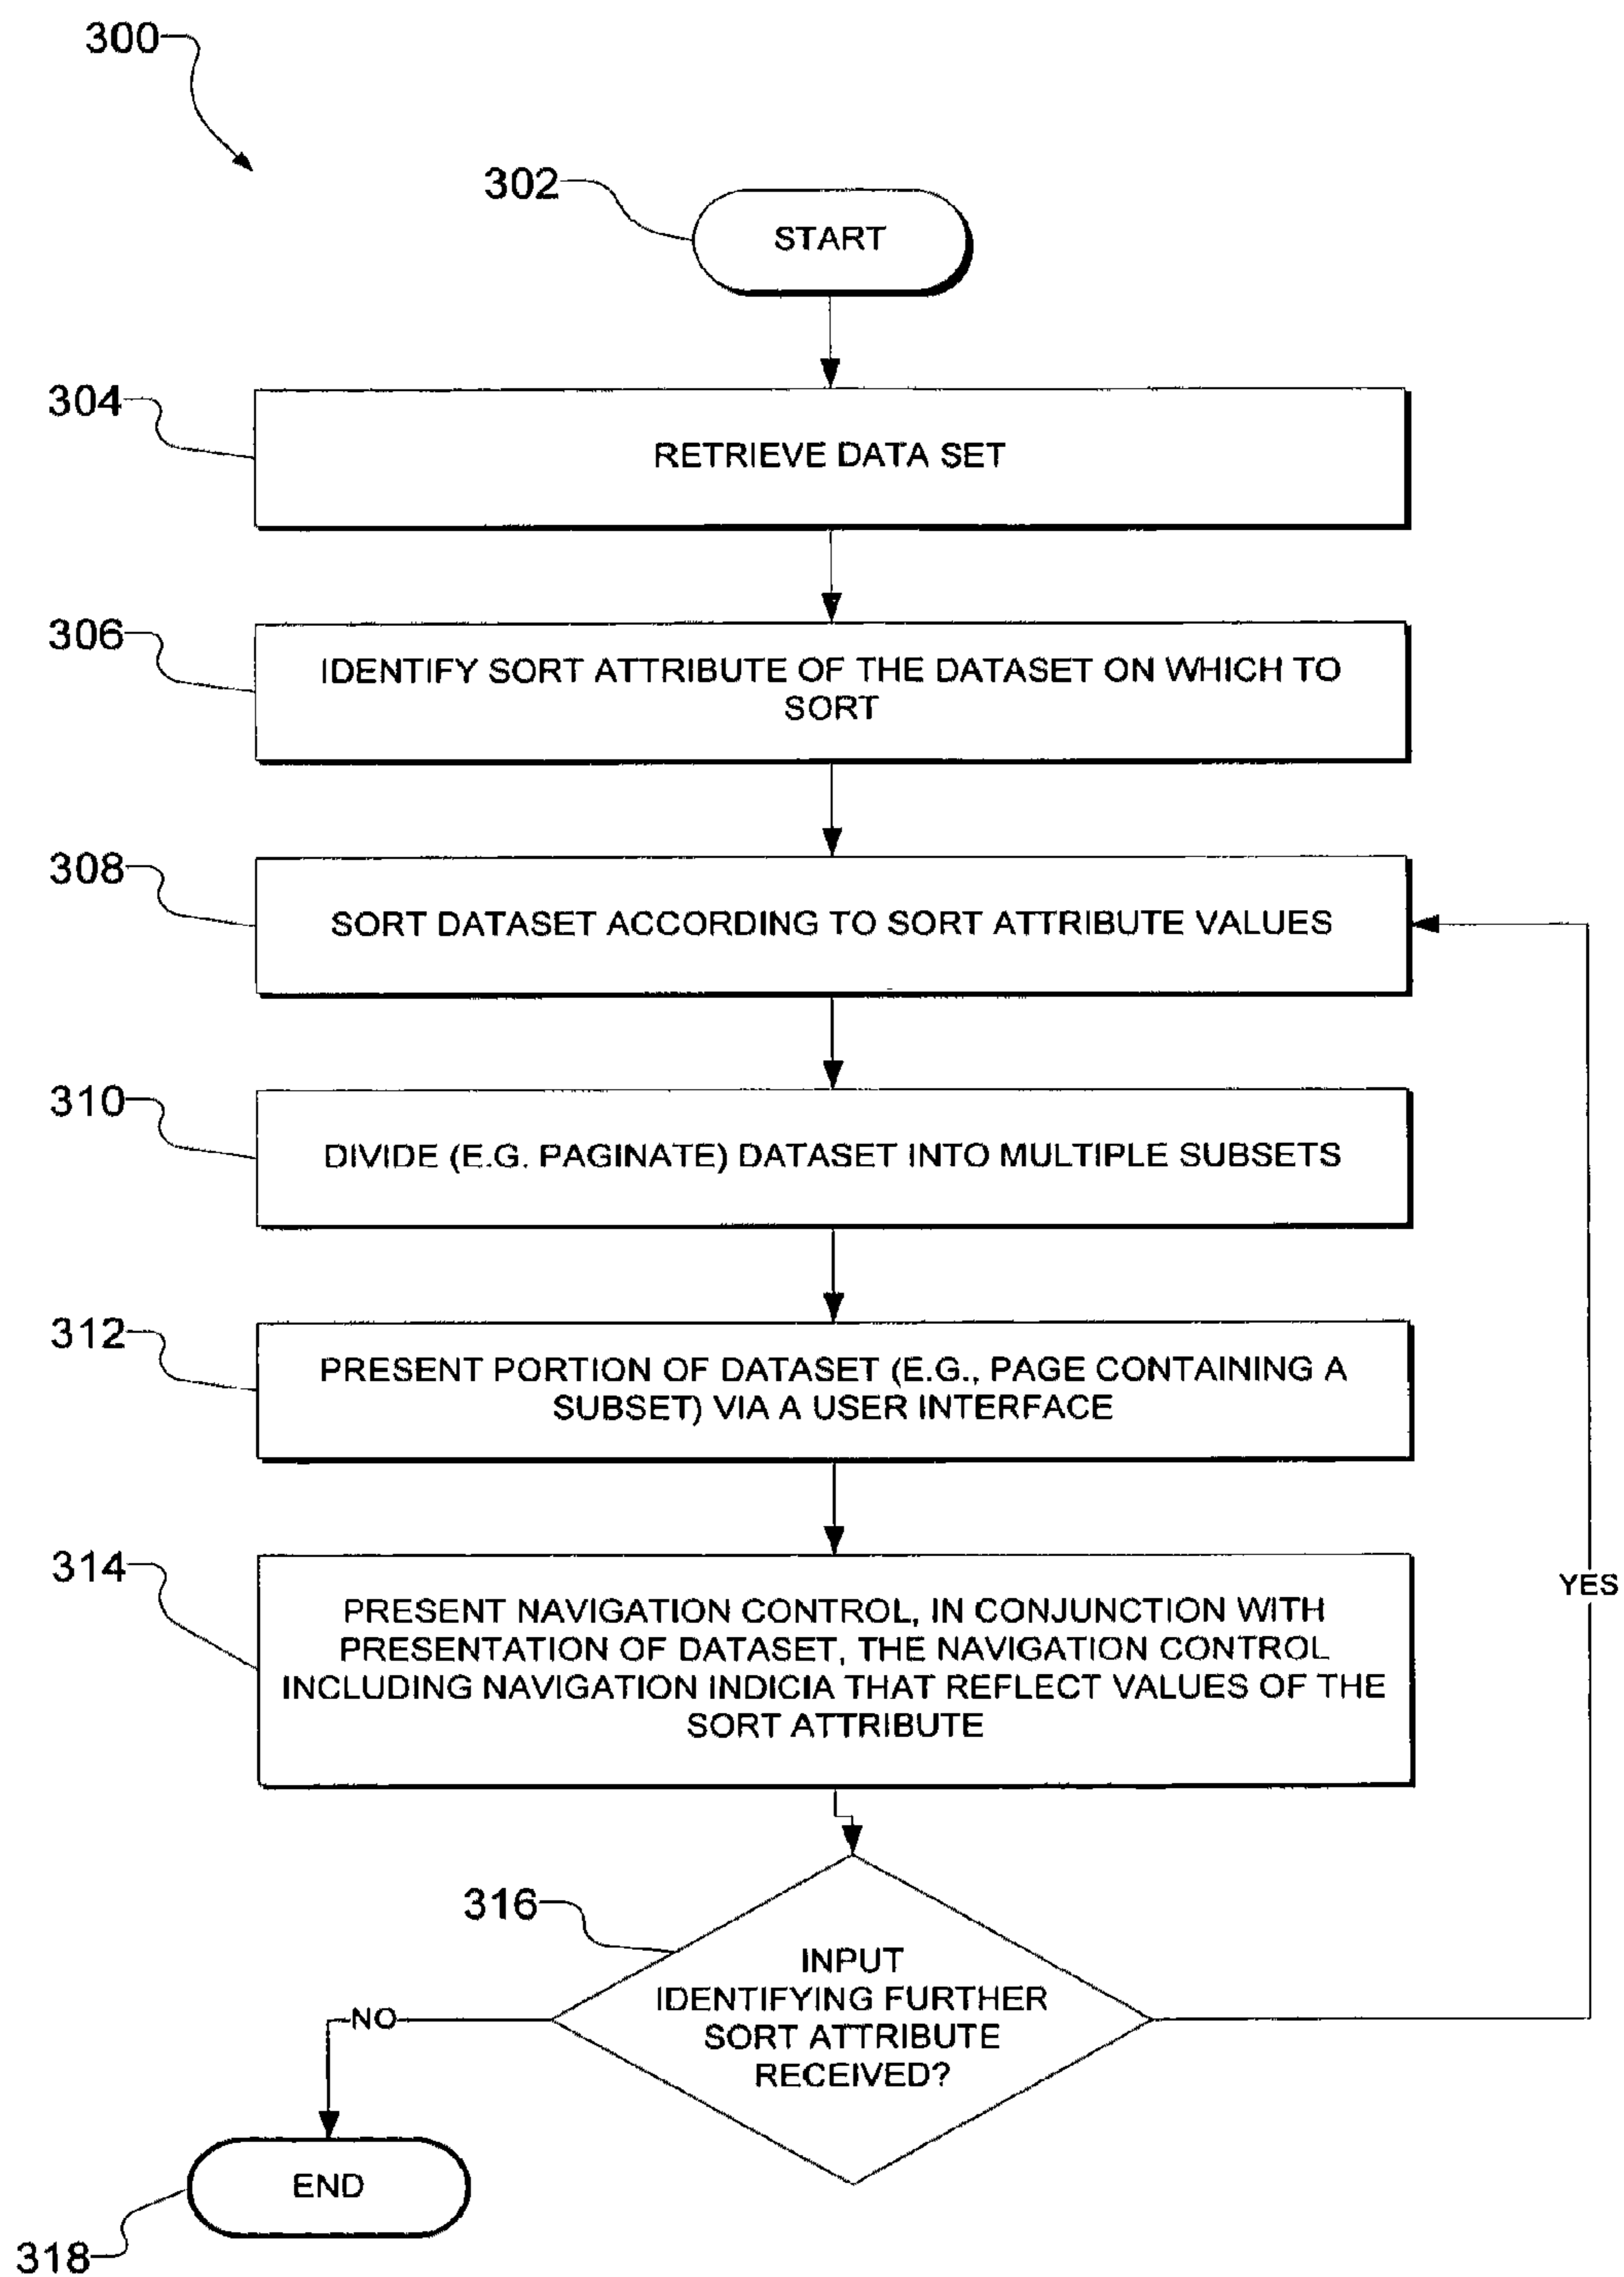 300
302
START
304
RETRIEVE DATA SET
306
IDENTIFY SORT ATTRIBUTE OF THE DATASET ON WHICH TO
SORT
308
SORT DATASET ACCORDING TO SORT ATTRIBUTE VALUES
310
DIVIDE (E.G. PAGINATE) DATASET INTO MULTIPLE SUBSETS
312
PRESENT PORTION OF DATASET (E.G., PAGE CONTAINING A
SUBSET) VIA A USER INTERFACE
314
PRESENT NAVIGATION CONTROL, IN CONJUNCTION WITH
PRESENTATION OF DATASET, THE NAVIGATION CONTROL
INCLUDING NAVIGATION INDICIA THAT REFLECT VALUES OF THE
SORT ATTRIBUTE
YES
316
INPUT
IDENTIFYING FURTHER
SORT ATTRIBUTE
RECEIVED?
NO
END
318